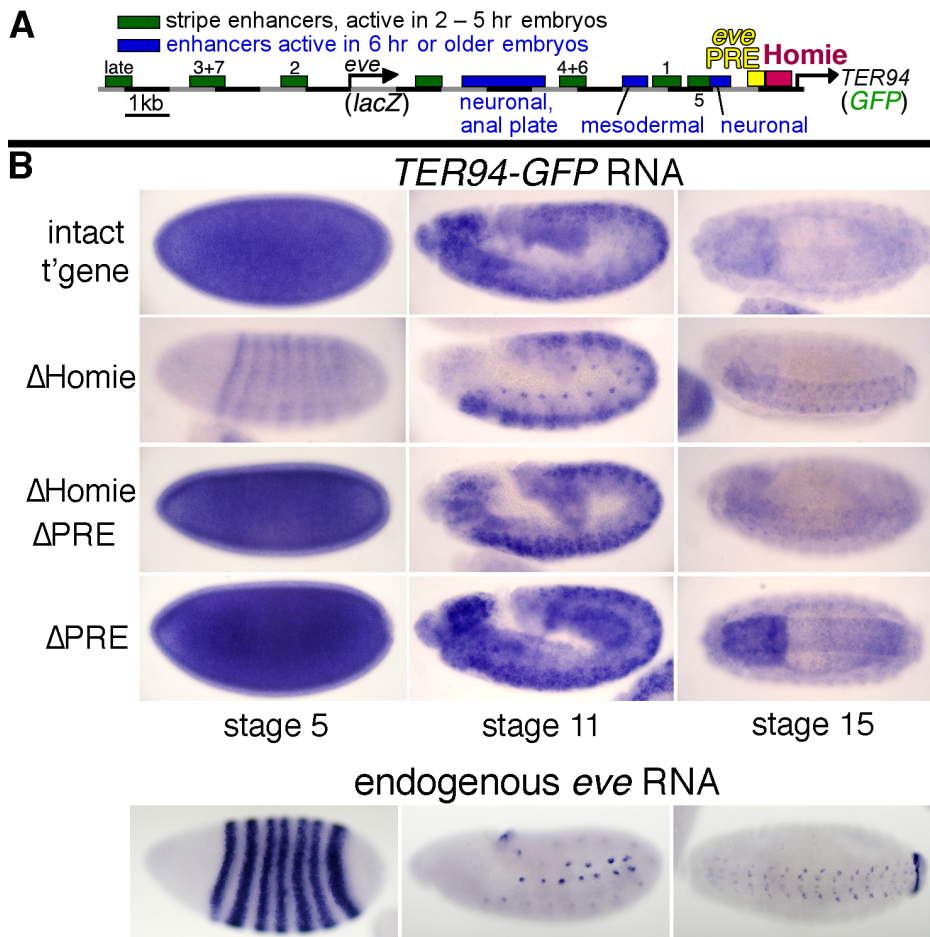 A
stripe enhancers, active in 2 – 5 hr embryos
enhancers active in 6 hr or older embryos
late
3+7
2
eve
(lacZ)
4+6
1
5
eve
PRE
Homie
TER94
(GFP)
1kb
neuronal,
anal plate
mesodermal
neuronal
B
TER94-GFP RNA
intact
t'gene
ΔHomie
ΔHomie
ΔPRE
ΔPRE
stage 5
stage 11
stage 15
endogenous eve RNA